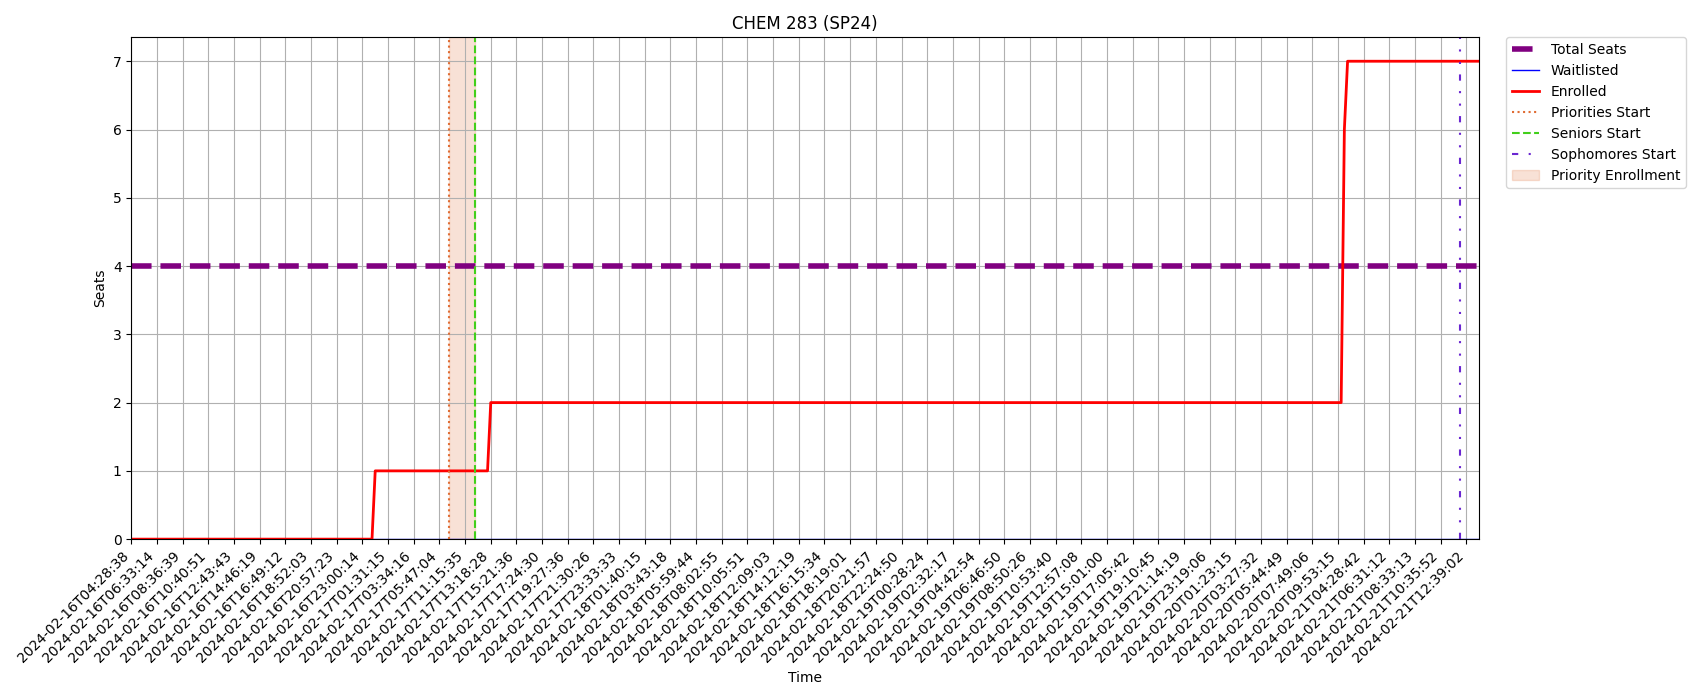 CHEM 283 (SP24)
Total Seats
Waitlisted
Enrolled
Priorities Start
Seniors Start
Sophomores Start
Priority Enrollment
Seats
7
6
5
4
3
2
1
0
2024-02-16T04:28:38
2024-02-16T06:33:14
2024-02-16T08:36:39
2024-02-16T10:40:51
2024-02-16T12:43:43
2024-02-16T14:46:19
2024-02-16T16:49:12
2024-02-16T18:52:03
2024-02-16T20:57:23
2024-02-16T23:00:14
2024-02-17T01:31:15
2024-02-17T03:34:16
2024-02-17T05:47:04
2024-02-17T11:15:35
2024-02-17T13:18:28
2024-02-17T15:21:36
2024-02-17T17:24:30
2024-02-17T19:27:36
2024-02-17T21:30:26
2024-02-17T23:33:33
2024-02-18T01:40:15
2024-02-18T03:43:18
2024-02-18T05:59:44
2024-02-18T08:02:55
2024-02-18T10:05:51
2024-02-18T12:09:03
2024-02-18T14:12:19
2024-02-18T16:15:34
2024-02-18T18:19:01
2024-02-18T20:21:57
2024-02-18T22:24:50
2024-02-19T00:28:24
2024-02-19T02:32:17
2024-02-19T04:42:54
2024-02-19T06:46:50
2024-02-19T08:50:26
2024-02-19T10:53:40
2024-02-19T12:57:08
2024-02-19T15:01:00
2024-02-19T17:05:42
2024-02-19T19:10:45
2024-02-19T21:14:19
2024-02-19T23:19:06
2024-02-20T01:23:15
2024-02-20T03:27:32
2024-02-20T05:44:49
2024-02-20T07:49:06
2024-02-20T09:53:15
2024-02-21T04:28:42
2024-02-21T06:31:12
2024-02-21T08:33:13
2024-02-21T10:35:52
2024-02-21T12:39:02
Time